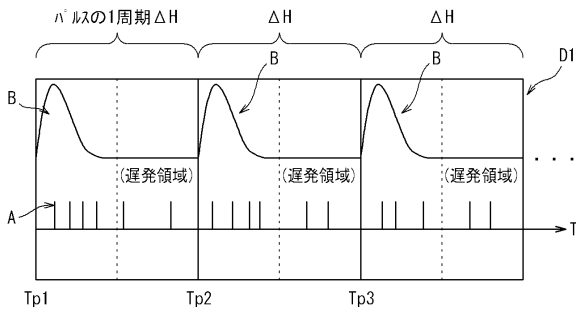 パルスの1周期ΔH ΔH ΔH
D1
B B B
(遅発領域) (遅発領域) (遅発領域) ・・・
A
T
Tp1 Tp2 Tp3